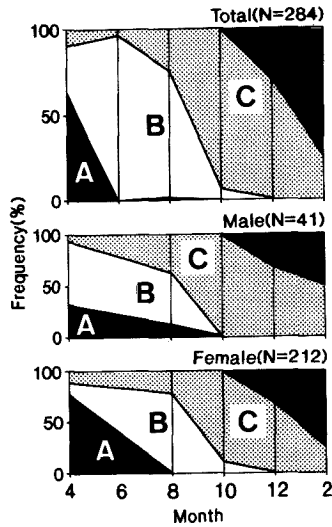 Total(N=284)
100
50
0
A
B
C
Male(N=41)
100
50
0
A
B
C
Female(N=212)
100
50
0
A
B
C
4 6 8 10 12 2
Month
Frequency(%)